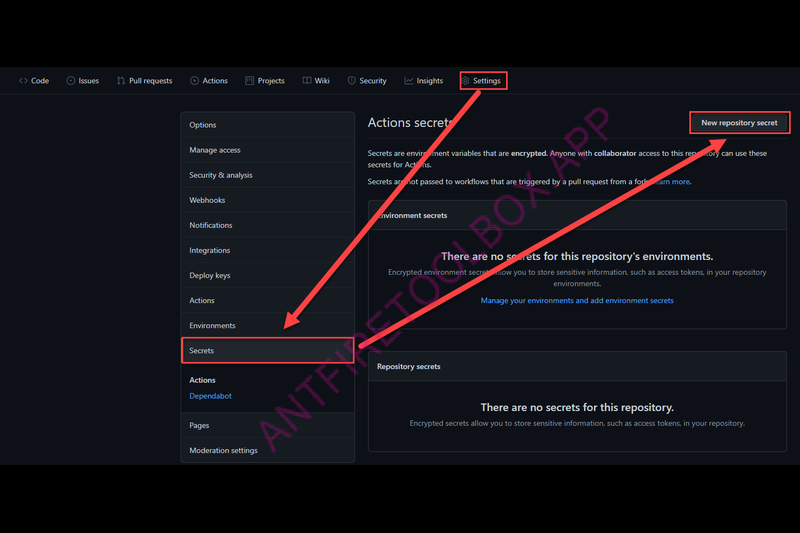 Code Issues Pull requests Actions Projects Wiki Security Insights Settings
Options
Manage access
Security & analysis
Webhooks
Notifications
Integrations
Deploy keys
Actions
Environments
Secrets
Actions
Dependabot
Pages
Moderation settings
Actions secrets
New repository secret
Secrets are environment variables that are encrypted. Anyone with collaborator access to this repository can use these
secrets for Actions.
Secrets are not passed to workflows that are triggered by a pull request from a fork. Learn more.
Environment secrets
There are no secrets for this repository's environments.
Encrypted environment secrets allow you to store sensitive information, such as access tokens, in your repository
environments.
Manage your environments and add environment secrets
Repository secrets
There are no secrets for this repository.
Encrypted secrets allow you to store sensitive information, such as access tokens, in your repository.
ANTFIRETOOLBOX.APP